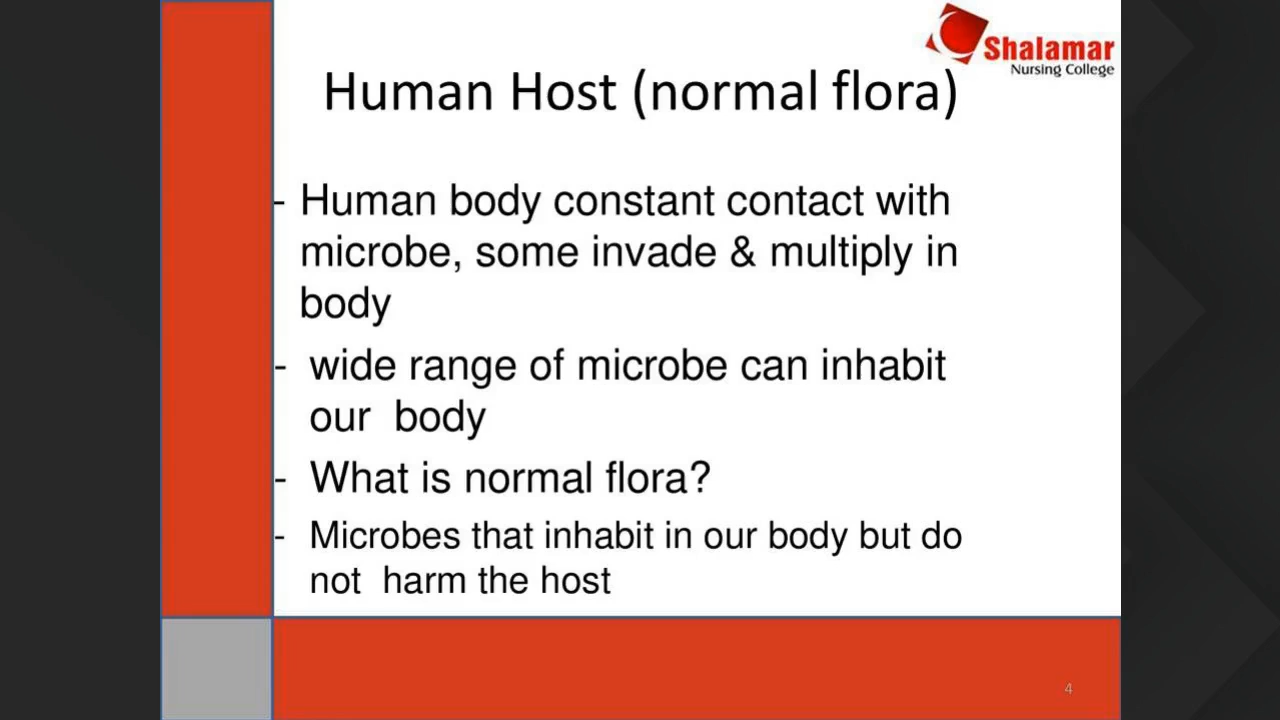 Shalamar
Nursing College
Human Host (normal flora)
- Human body constant contact with
microbe, some invade & multiply in
body
- wide range of microbe can inhabit
our body
- What is normal flora?
- Microbes that inhabit in our body but do
not harm the host
4